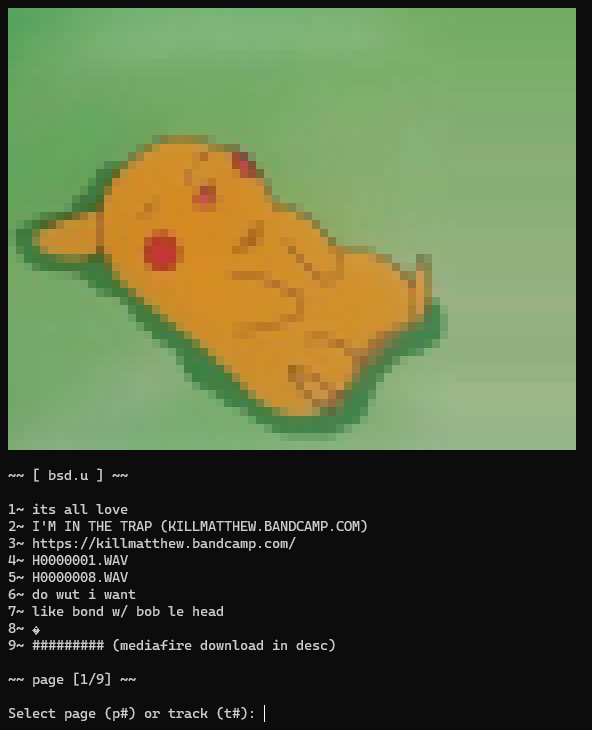 ~~ [ bsd.u ] ~~
1~ its all love
2~ I'M IN THE TRAP (KILLMATTHEW.BANDCAMP.COM)
3~ https://killmatthew.bandcamp.com/
4~ H0000001.WAV
5~ H0000008.WAV
6~ do wut i want
7~ like bond w/ bob le head
8~ �
9~ ######### (mediafire download in desc)
~~ page [1/9] ~~
Select page (p#) or track (t#):